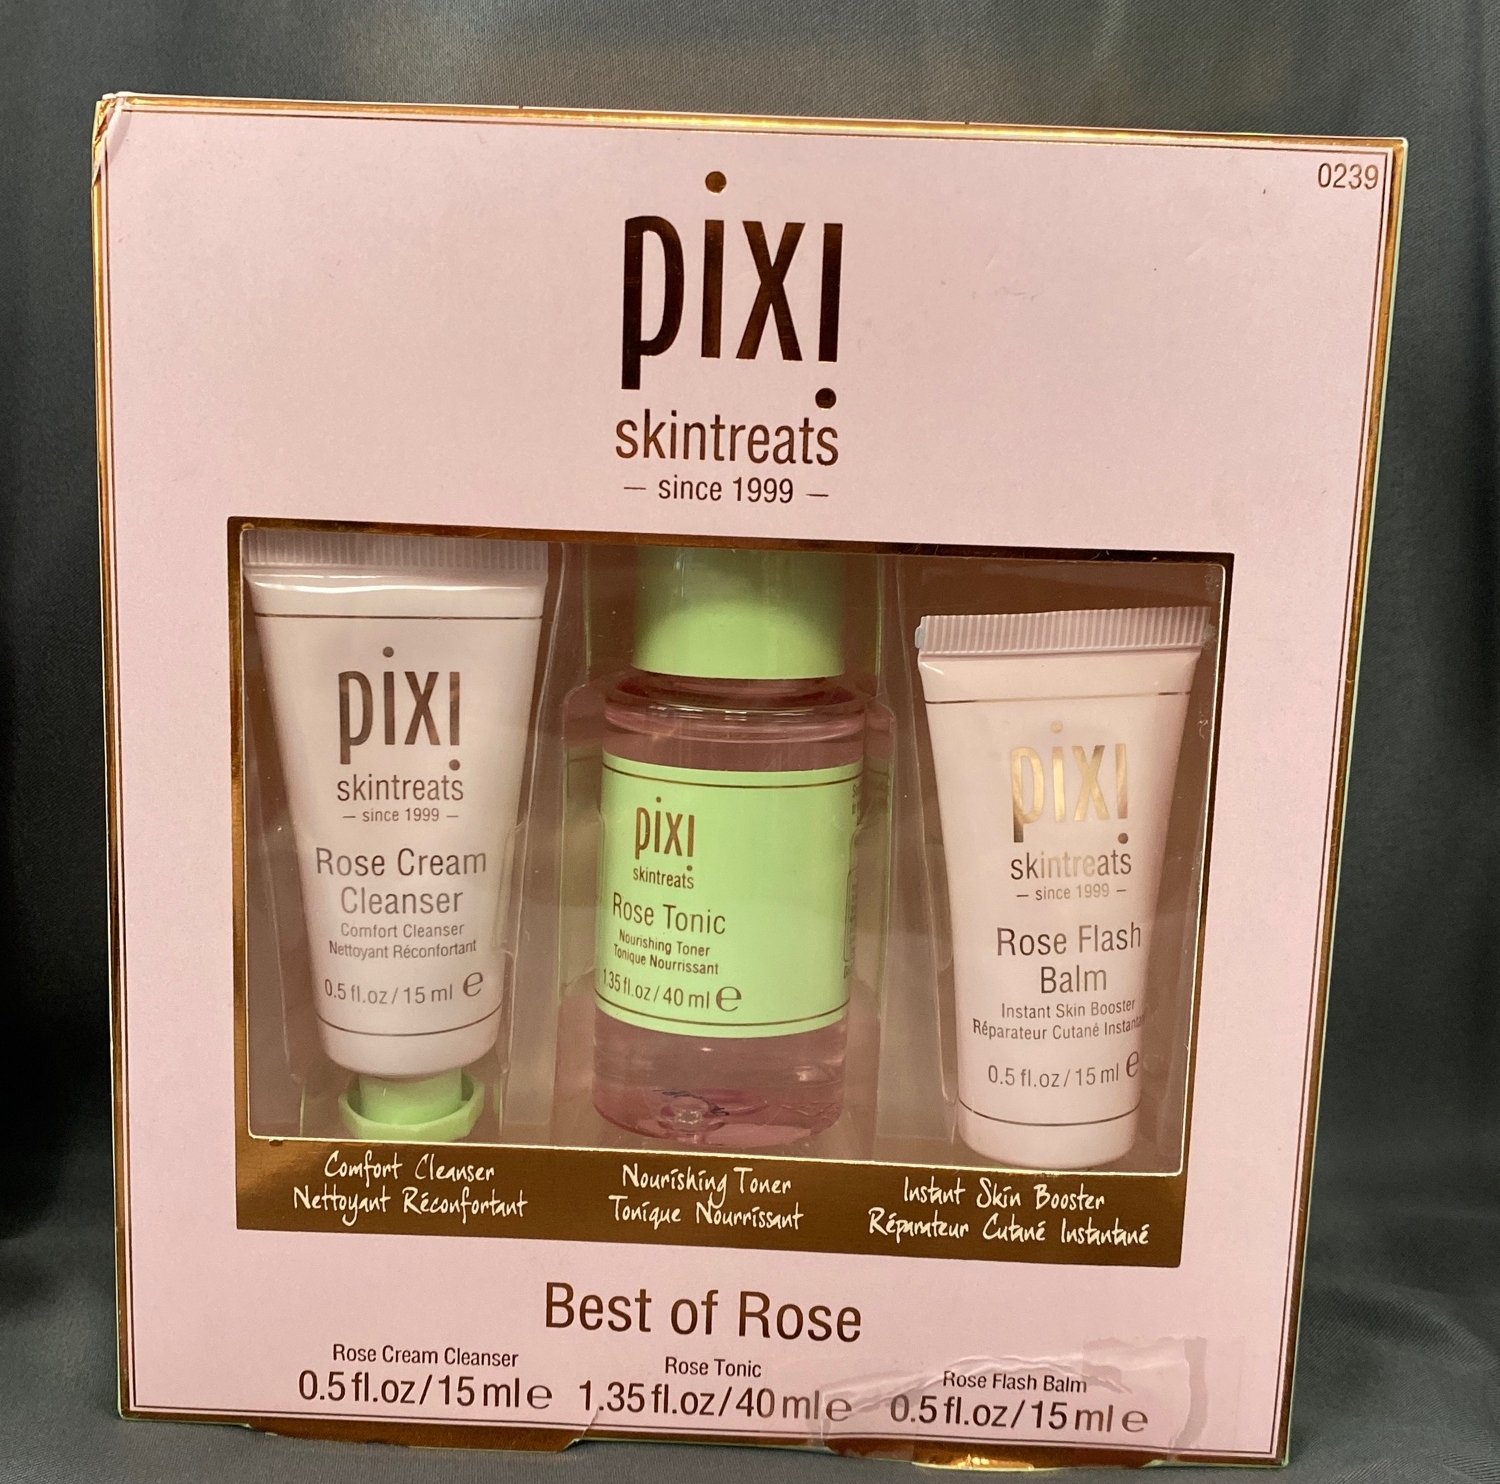 0239
pixi
skintreats
— since 1999 —
pixi
skintreats
— since 1999 —
Rose Cream
Cleanser
Comfort Cleanser
Nettoyant Réconfortant
0.5 fl.oz/15 ml ℮
pixi
skintreats
Rose Tonic
Nourishing Toner
Tonique Nourrissant
1.35 fl.oz/40 ml ℮
pixi
skintreats
— since 1999 —
Rose Flash
Balm
Instant Skin Booster
Réparateur Cutané Instantané
0.5 fl.oz/15 ml ℮
Comfort Cleanser
Nettoyant Réconfortant
Nourishing Toner
Tonique Nourrissant
Instant Skin Booster
Réparateur Cutané Instantané
Best of Rose
Rose Cream Cleanser
0.5 fl.oz/15 ml ℮
Rose Tonic
1.35 fl.oz/40 ml ℮
Rose Flash Balm
0.5 fl.oz/15 ml ℮